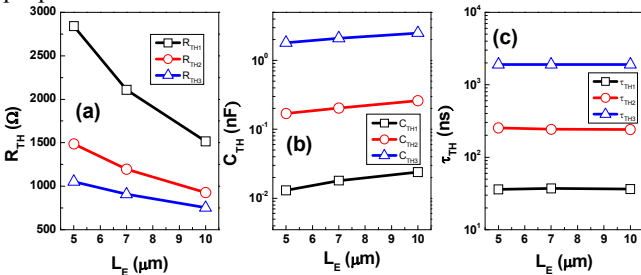 3000
2500
2000
1500
1000
500
R_TH (Ω)
5 6 7 8 9 10
L_E (μm)
R_TH1
R_TH2
R_TH3
(a)
10^0
10^-1
10^-2
C_TH (nF)
5 6 7 8 9 10
L_E (μm)
C_TH1
C_TH2
C_TH3
(b)
10^4
10^3
10^2
10^1
τ_TH (ns)
5 6 7 8 9 10
L_E (μm)
τ_TH1
τ_TH2
τ_TH3
(c)